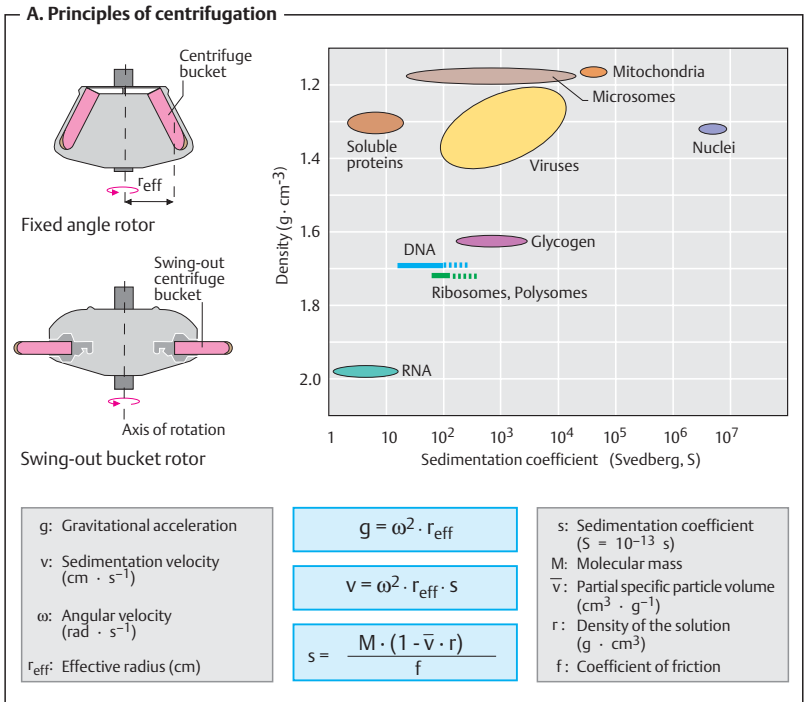 A. Principles of centrifugation
Centrifuge
bucket
r_eff
Fixed angle rotor
Swing-out
centrifuge
bucket
Axis of rotation
Swing-out bucket rotor
Density (g · cm⁻³)
1.2
1.4
1.6
1.8
2.0
Mitochondria
Microsomes
Soluble
proteins
Viruses
Nuclei
Glycogen
DNA
Ribosomes, Polysomes
RNA
1 10 10² 10³ 10⁴ 10⁵ 10⁶ 10⁷
Sedimentation coefficient (Svedberg, S)
g: Gravitational acceleration
v: Sedimentation velocity
(cm · s⁻¹)
ω: Angular velocity
(rad · s⁻¹)
r_eff: Effective radius (cm)
g = ω² · r_eff
v = ω² · r_eff · s
s = M · (1 - v̅ · r) / f
s: Sedimentation coefficient
(S = 10⁻¹³ s)
M: Molecular mass
v̅: Partial specific particle volume
(cm³ · g⁻¹)
r: Density of the solution
(g · cm³)
f: Coefficient of friction